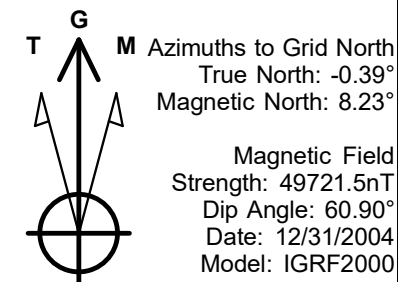 G
T M
Azimuths to Grid North
True North: -0.39°
Magnetic North: 8.23°
Magnetic Field
Strength: 49721.5nT
Dip Angle: 60.90°
Date: 12/31/2004
Model: IGRF2000